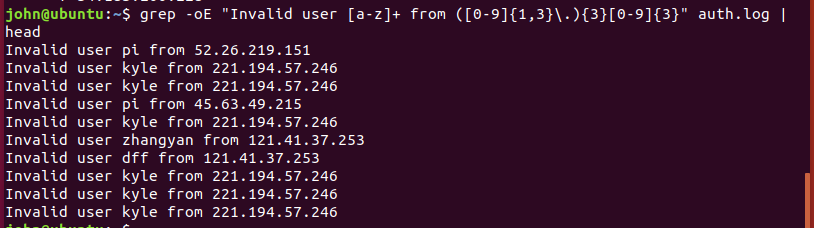 john@ubuntu:~$ grep -oE "Invalid user [a-z]+ from ([0-9]{1,3}\.){3}[0-9]{3}" auth.log |
head
Invalid user pi from 52.26.219.151
Invalid user kyle from 221.194.57.246
Invalid user kyle from 221.194.57.246
Invalid user pi from 45.63.49.215
Invalid user kyle from 221.194.57.246
Invalid user zhangyan from 121.41.37.253
Invalid user dff from 121.41.37.253
Invalid user kyle from 221.194.57.246
Invalid user kyle from 221.194.57.246
Invalid user kyle from 221.194.57.246